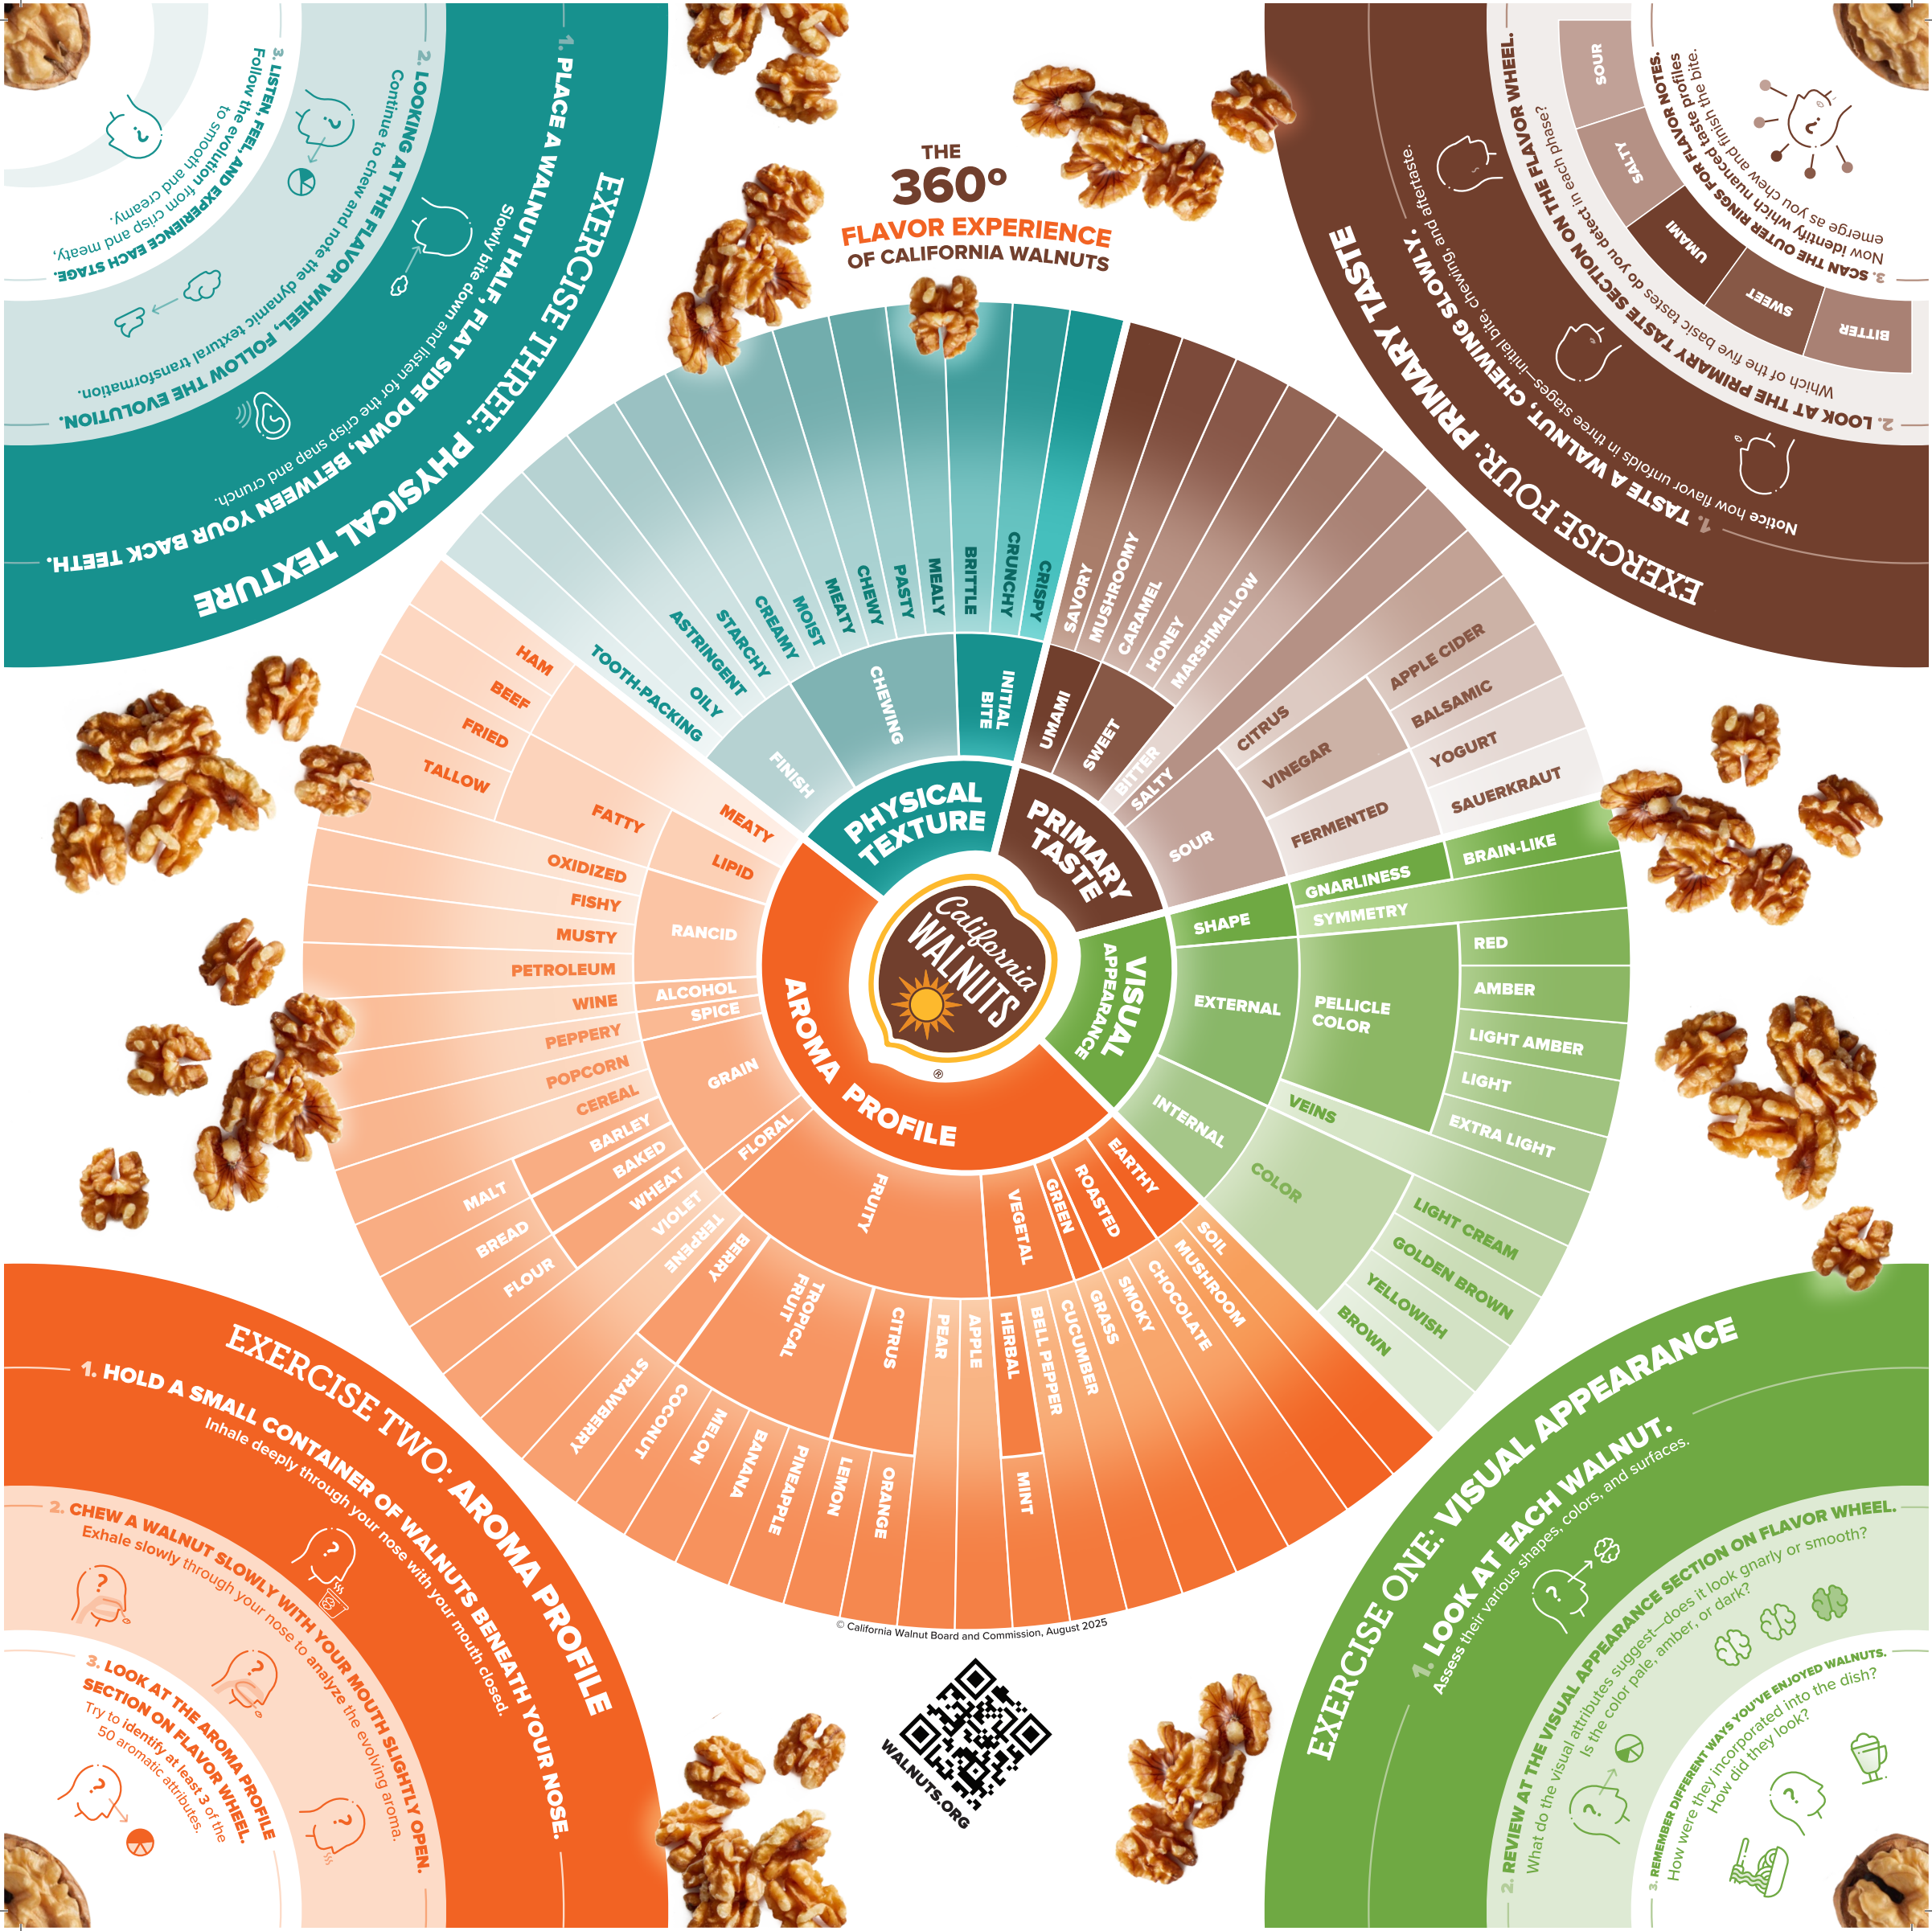 THE
360°
FLAVOR EXPERIENCE
OF CALIFORNIA WALNUTS
EXERCISE THREE: PHYSICAL TEXTURE
1. PLACE A WALNUT HALF, FLAT SIDE DOWN, BETWEEN YOUR BACK TEETH.
Slowly bite down and listen for the crisp snap and crunch.
2. LOOKING AT THE FLAVOR WHEEL, FOLLOW THE EVOLUTION.
Continue to chew and note the dynamic textural transformation.
3. LISTEN, FEEL, AND EXPERIENCE EACH STAGE.
Follow the evolution from crisp and meaty,
to smooth and creamy.
?
?
EXERCISE FOUR: PRIMARY TASTE
1. TASTE A WALNUT, CHEWING SLOWLY.
Notice how flavor unfolds in three stages—initial bite, chewing, and aftertaste.
2. LOOK AT THE PRIMARY TASTE SECTION ON THE FLAVOR WHEEL.
Which of the five basic tastes do you detect in each phase?
SOUR
SALTY
UMAMI
SWEET
BITTER
3. SCAN THE OUTER RINGS FOR FLAVOR NOTES.
Now identify which nuanced taste profiles
emerge as you chew and finish the bite.
?
PHYSICAL
TEXTURE
INITIAL
BITE
CRISPY
CRUNCHY
BRITTLE
CHEWING
MEALY
PASTY
CHEWY
MEATY
MOIST
FINISH
CREAMY
STARCHY
ASTRINGENT
OILY
TOOTH-PACKING
PRIMARY
TASTE
UMAMI
SAVORY
MUSHROOMY
SWEET
CARAMEL
HONEY
MARSHMALLOW
BITTER
SALTY
SOUR
CITRUS
VINEGAR
APPLE CIDER
BALSAMIC
FERMENTED
YOGURT
SAUERKRAUT
VISUAL
APPEARANCE
SHAPE
GNARLINESS
BRAIN-LIKE
SYMMETRY
EXTERNAL
PELLICLE
COLOR
RED
AMBER
LIGHT AMBER
LIGHT
EXTRA LIGHT
VEINS
INTERNAL
COLOR
LIGHT CREAM
GOLDEN BROWN
YELLOWISH
BROWN
AROMA PROFILE
EARTHY
SOIL
MUSHROOM
ROASTED
CHOCOLATE
SMOKY
GREEN
GRASS
VEGETAL
CUCUMBER
BELL PEPPER
HERBAL
MINT
FRUITY
APPLE
PEAR
CITRUS
ORANGE
LEMON
TROPICAL
FRUIT
PINEAPPLE
BANANA
MELON
COCONUT
BERRY
STRAWBERRY
FLORAL
TERPENE
VIOLET
GRAIN
WHEAT
FLOUR
BAKED
BREAD
BARLEY
MALT
CEREAL
POPCORN
SPICE
PEPPERY
ALCOHOL
WINE
RANCID
PETROLEUM
MUSTY
FISHY
OXIDIZED
LIPID
FATTY
TALLOW
FRIED
MEATY
BEEF
HAM
California
WALNUTS
®
EXERCISE TWO: AROMA PROFILE
1. HOLD A SMALL CONTAINER OF WALNUTS BENEATH YOUR NOSE.
Inhale deeply through your nose with your mouth closed.
?
2. CHEW A WALNUT SLOWLY WITH YOUR MOUTH SLIGHTLY OPEN.
Exhale slowly through your nose to analyze the evolving aroma.
?
?
?
3. LOOK AT THE AROMA PROFILE
SECTION ON FLAVOR WHEEL.
Try to identify at least 3 of the
50 aromatic attributes.
?
EXERCISE ONE: VISUAL APPEARANCE
1. LOOK AT EACH WALNUT.
Assess their various shapes, colors, and surfaces.
?
2. REVIEW AT THE VISUAL APPEARANCE SECTION ON FLAVOR WHEEL.
What do the visual attributes suggest—does it look gnarly or smooth?
Is the color pale, amber, or dark?
?
3. REMEMBER DIFFERENT WAYS YOU'VE ENJOYED WALNUTS.
How were they incorporated into the dish?
How did they look?
?
© California Walnut Board and Commission, August 2025
WALNUTS.ORG